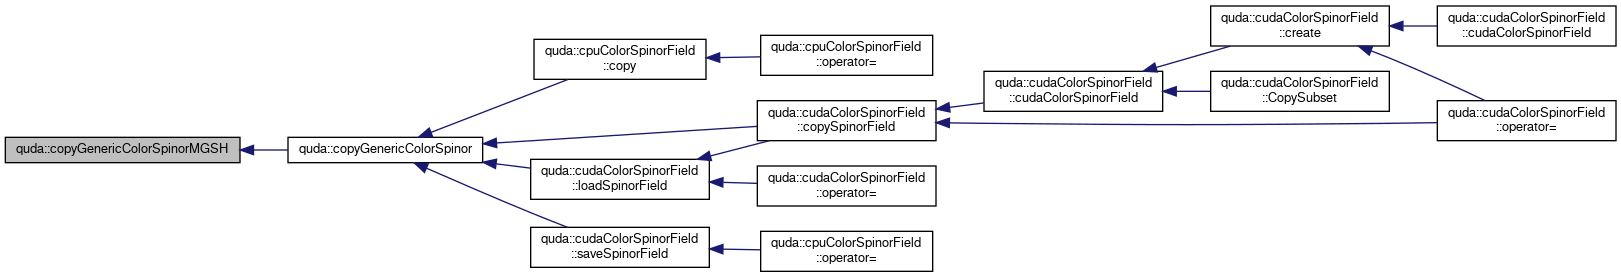 quda::copyGenericColorSpinorMGSH
quda::copyGenericColorSpinor
quda::cpuColorSpinorField
::copy
quda::cpuColorSpinorField
::operator=
quda::cudaColorSpinorField
::copySpinorField
quda::cudaColorSpinorField
::loadSpinorField
quda::cudaColorSpinorField
::operator=
quda::cudaColorSpinorField
::saveSpinorField
quda::cpuColorSpinorField
::operator=
quda::cudaColorSpinorField
::cudaColorSpinorField
quda::cudaColorSpinorField
::create
quda::cudaColorSpinorField
::CopySubset
quda::cudaColorSpinorField
::cudaColorSpinorField
quda::cudaColorSpinorField
::operator=